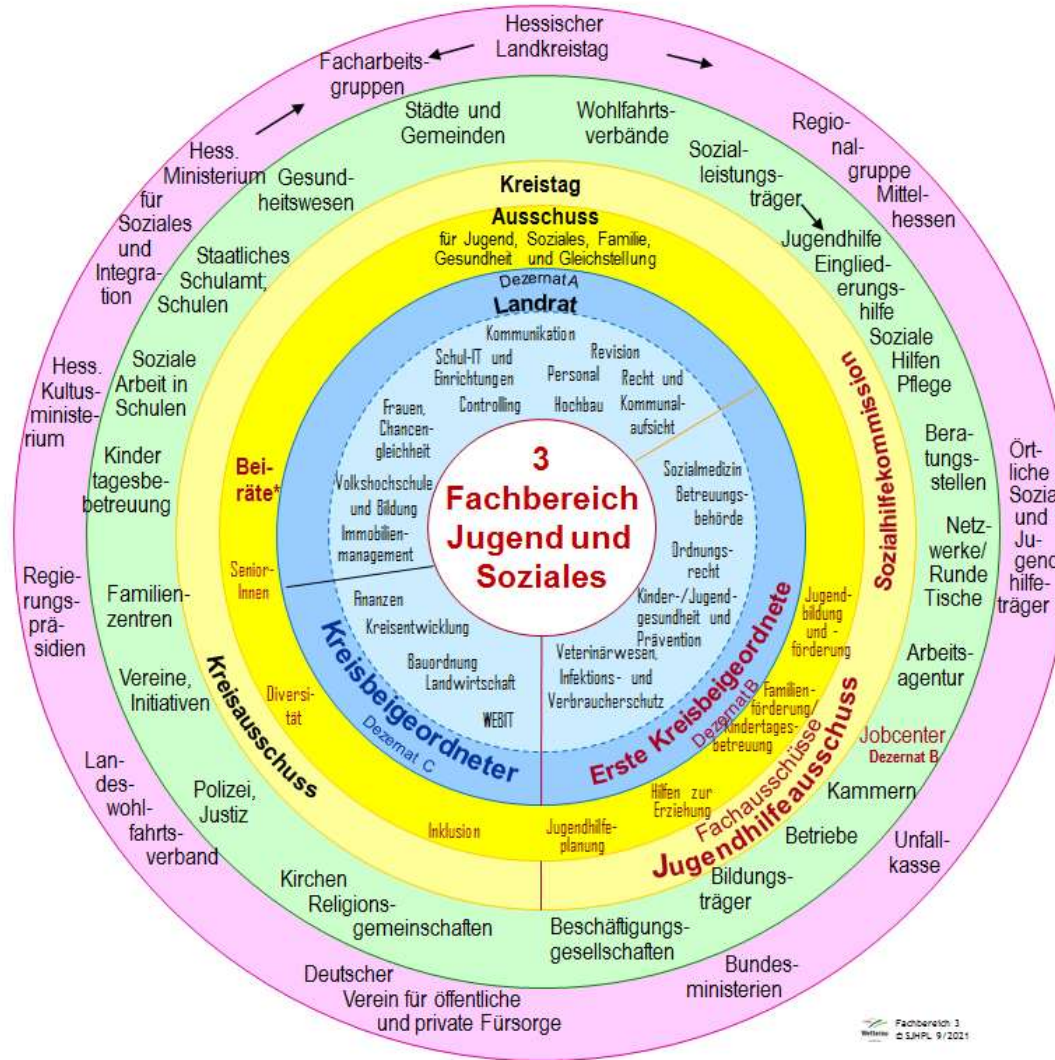 Hessischer
Landkreistag
Facharbeits-
gruppen
Hess.
Ministerium
für
Soziales
und
Integra-
tion
Hess.
Kultus-
ministe-
rium
Regie-
rungs-
prä-
sidien
Lan-
des-
wohl-
fahrts-
verband
Deutscher
Verein für öffentliche
und private Fürsorge
Bundes-
ministerien
Unfall-
kasse
Ört-
liche
Sozial
und
Ju-
gend
hilfe-
träger
Regio-
nal-
gruppe
Mittel-
hessen
Städte und
Gemeinden
Wohlfahrts-
verbände
Sozial-
leistungs-
träger
Jugendhilfe
Einglied-
erungs-
hilfe
Soziale
Hilfen
Pflege
Bera-
tungs-
stellen
Netz-
werke/
Runde
Tische
Arbeits-
agentur
Jobcenter
Dezernat B
Kammern
Betriebe
Bildungs-
träger
Beschäftigungs-
gesellschaften
Kirchen
Religions-
gemeinschaften
Polizei,
Justiz
Vereine,
Initiativen
Familien-
zentren
Kinder
tagesbe-
betreuung
Soziale
Arbeit in
Schulen
Staatliches
Schulamt;
Schulen
Gesund-
heitswesen
Kreistag
Sozialhilfekommission
Jugendhilfeausschuss
Fachausschüsse
Kreisausschuss
Ausschuss
für Jugend, Soziales, Familie,
Gesundheit und Gleichstellung
Bei-
räte*
Senior-
Innen
Diversi-
tät
Inklusion
Jugendhilfe-
planung
Hilfen zur
Erziehung
Familien-
förderung/
Kindertages-
betreuung
Jugend-
bildung und -
förderung
Dezernat A
Landrat
Erste Kreisbeigeordnete
Dezernat B
Kreisbeigeordneter
Dezernat C
Kommunikation
Schul-IT und
Einrichtungen
Revision
Personal
Recht und
Kommunal-
aufsicht
Controlling
Hochbau
Frauen,
Chancen-
gleichheit
Volkshochschule
und Bildung
Immobilien-
management
Sozialmedizin
Betreuungs-
behörde
Ordnungs-
recht
Kinder-/Jugend-
gesundheit und
Prävention
Veterinärwesen,
Infektions- und
Verbraucherschutz
Finanzen
Kreisentwicklung
Bauordnung
Landwirtschaft
WEBIT
3
Fachbereich
Jugend und
Soziales
Wetterau
Fachbereich 3
© SJHPL 9/2021